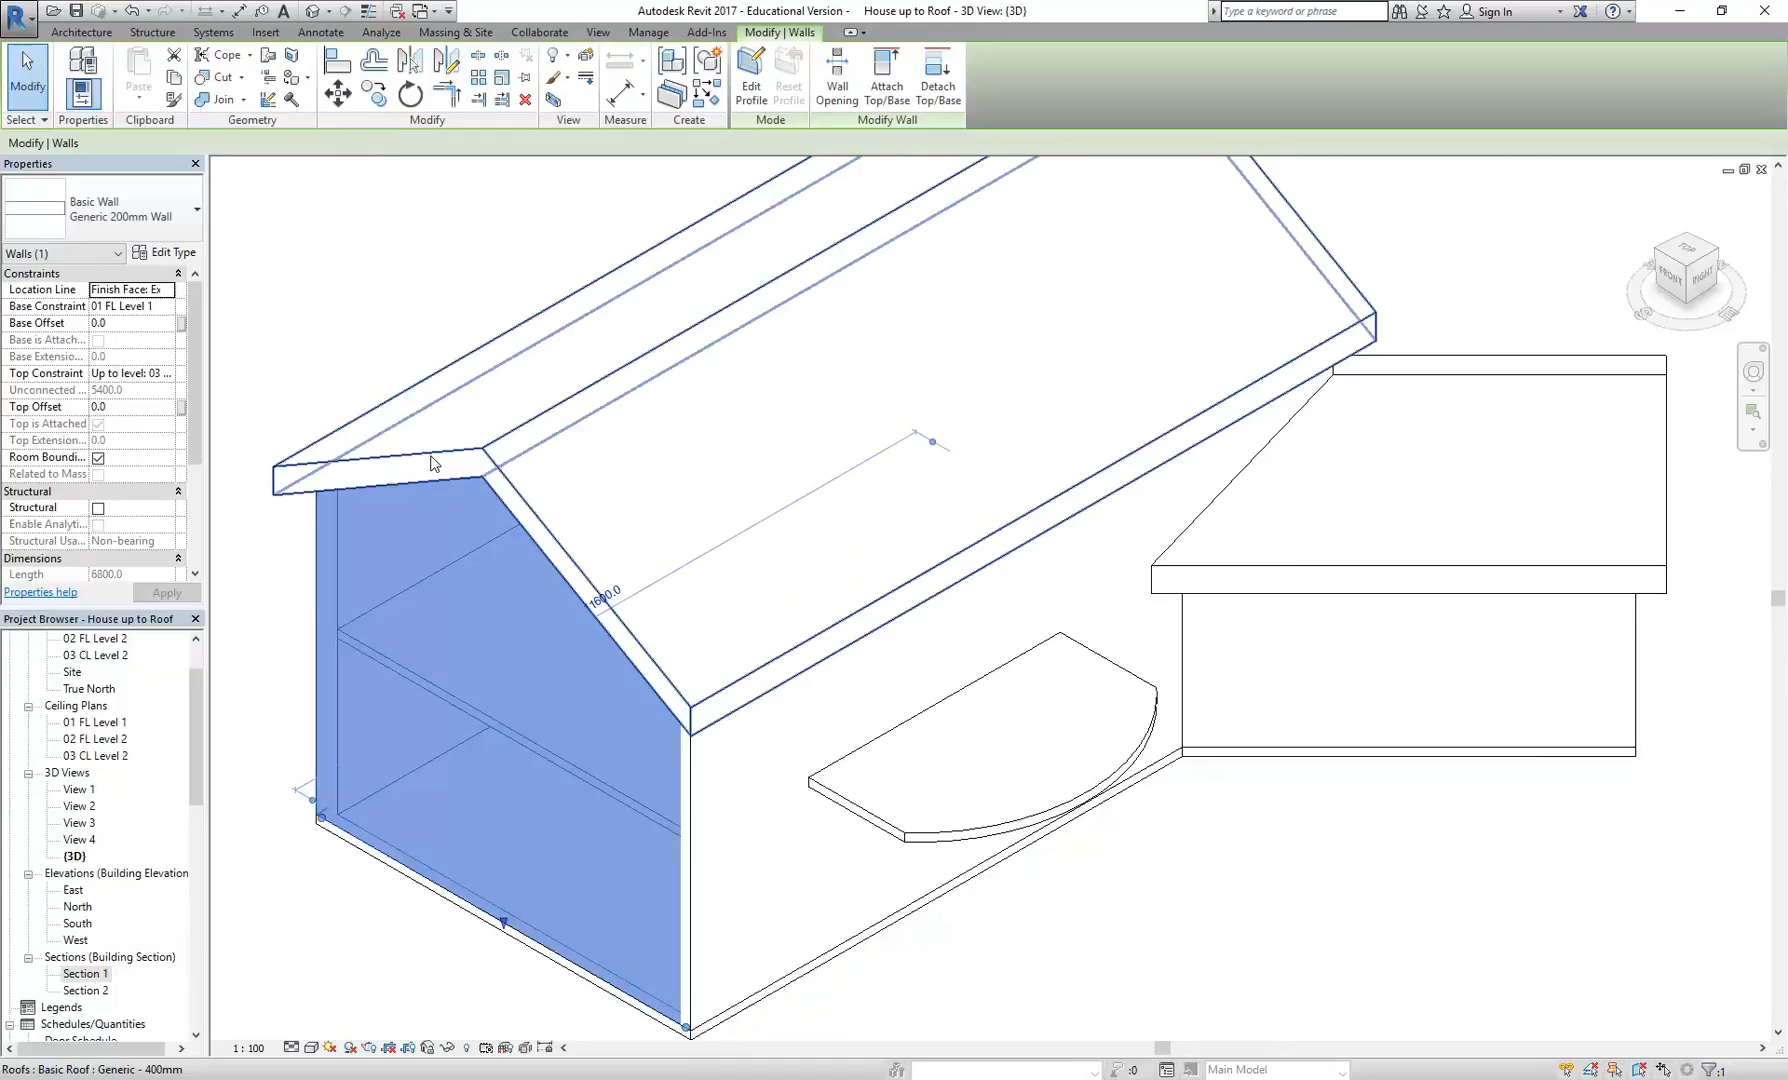 Autodesk Revit 2017 - Educational Version - House up to Roof - 3D View: {3D}
Type a keyword or phrase
Sign In
Architecture Structure Systems Insert Annotate Analyze Massing & Site Collaborate View Manage Add-Ins Modify | Walls
Modify
Paste
Cope
Cut
Join
Edit Profile
Reset Profile
Wall Opening
Attach Top/Base
Detach Top/Base
Select Properties Clipboard Geometry Modify View Measure Create Mode Modify Wall
Modify | Walls
Properties
Basic Wall
Generic 200mm Wall
Walls (1) Edit Type
Constraints
Location Line Finish Face: Ex
Base Constraint 01 FL Level 1
Base Offset 0.0
Base is Attach...
Base Extensio... 0.0
Top Constraint Up to level: 03 ...
Unconnected ... 5400.0
Top Offset 0.0
Top is Attached
Top Extension... 0.0
Room Boundi...
Related to Mass
Structural
Structural
Enable Analyti...
Structural Usa... Non-bearing
Dimensions
Length 6800.0
Properties help Apply
Project Browser - House up to Roof
02 FL Level 2
03 CL Level 2
Site
True North
Ceiling Plans
01 FL Level 1
02 FL Level 2
03 CL Level 2
3D Views
View 1
View 2
View 3
View 4
{3D}
Elevations (Building Elevation
East
North
South
West
Sections (Building Section)
Section 1
Section 2
Legends
Schedules/Quantities
TOP
FRONT
RIGHT
1 : 100
Roofs : Basic Roof : Generic - 400mm
:0
Main Model
:1